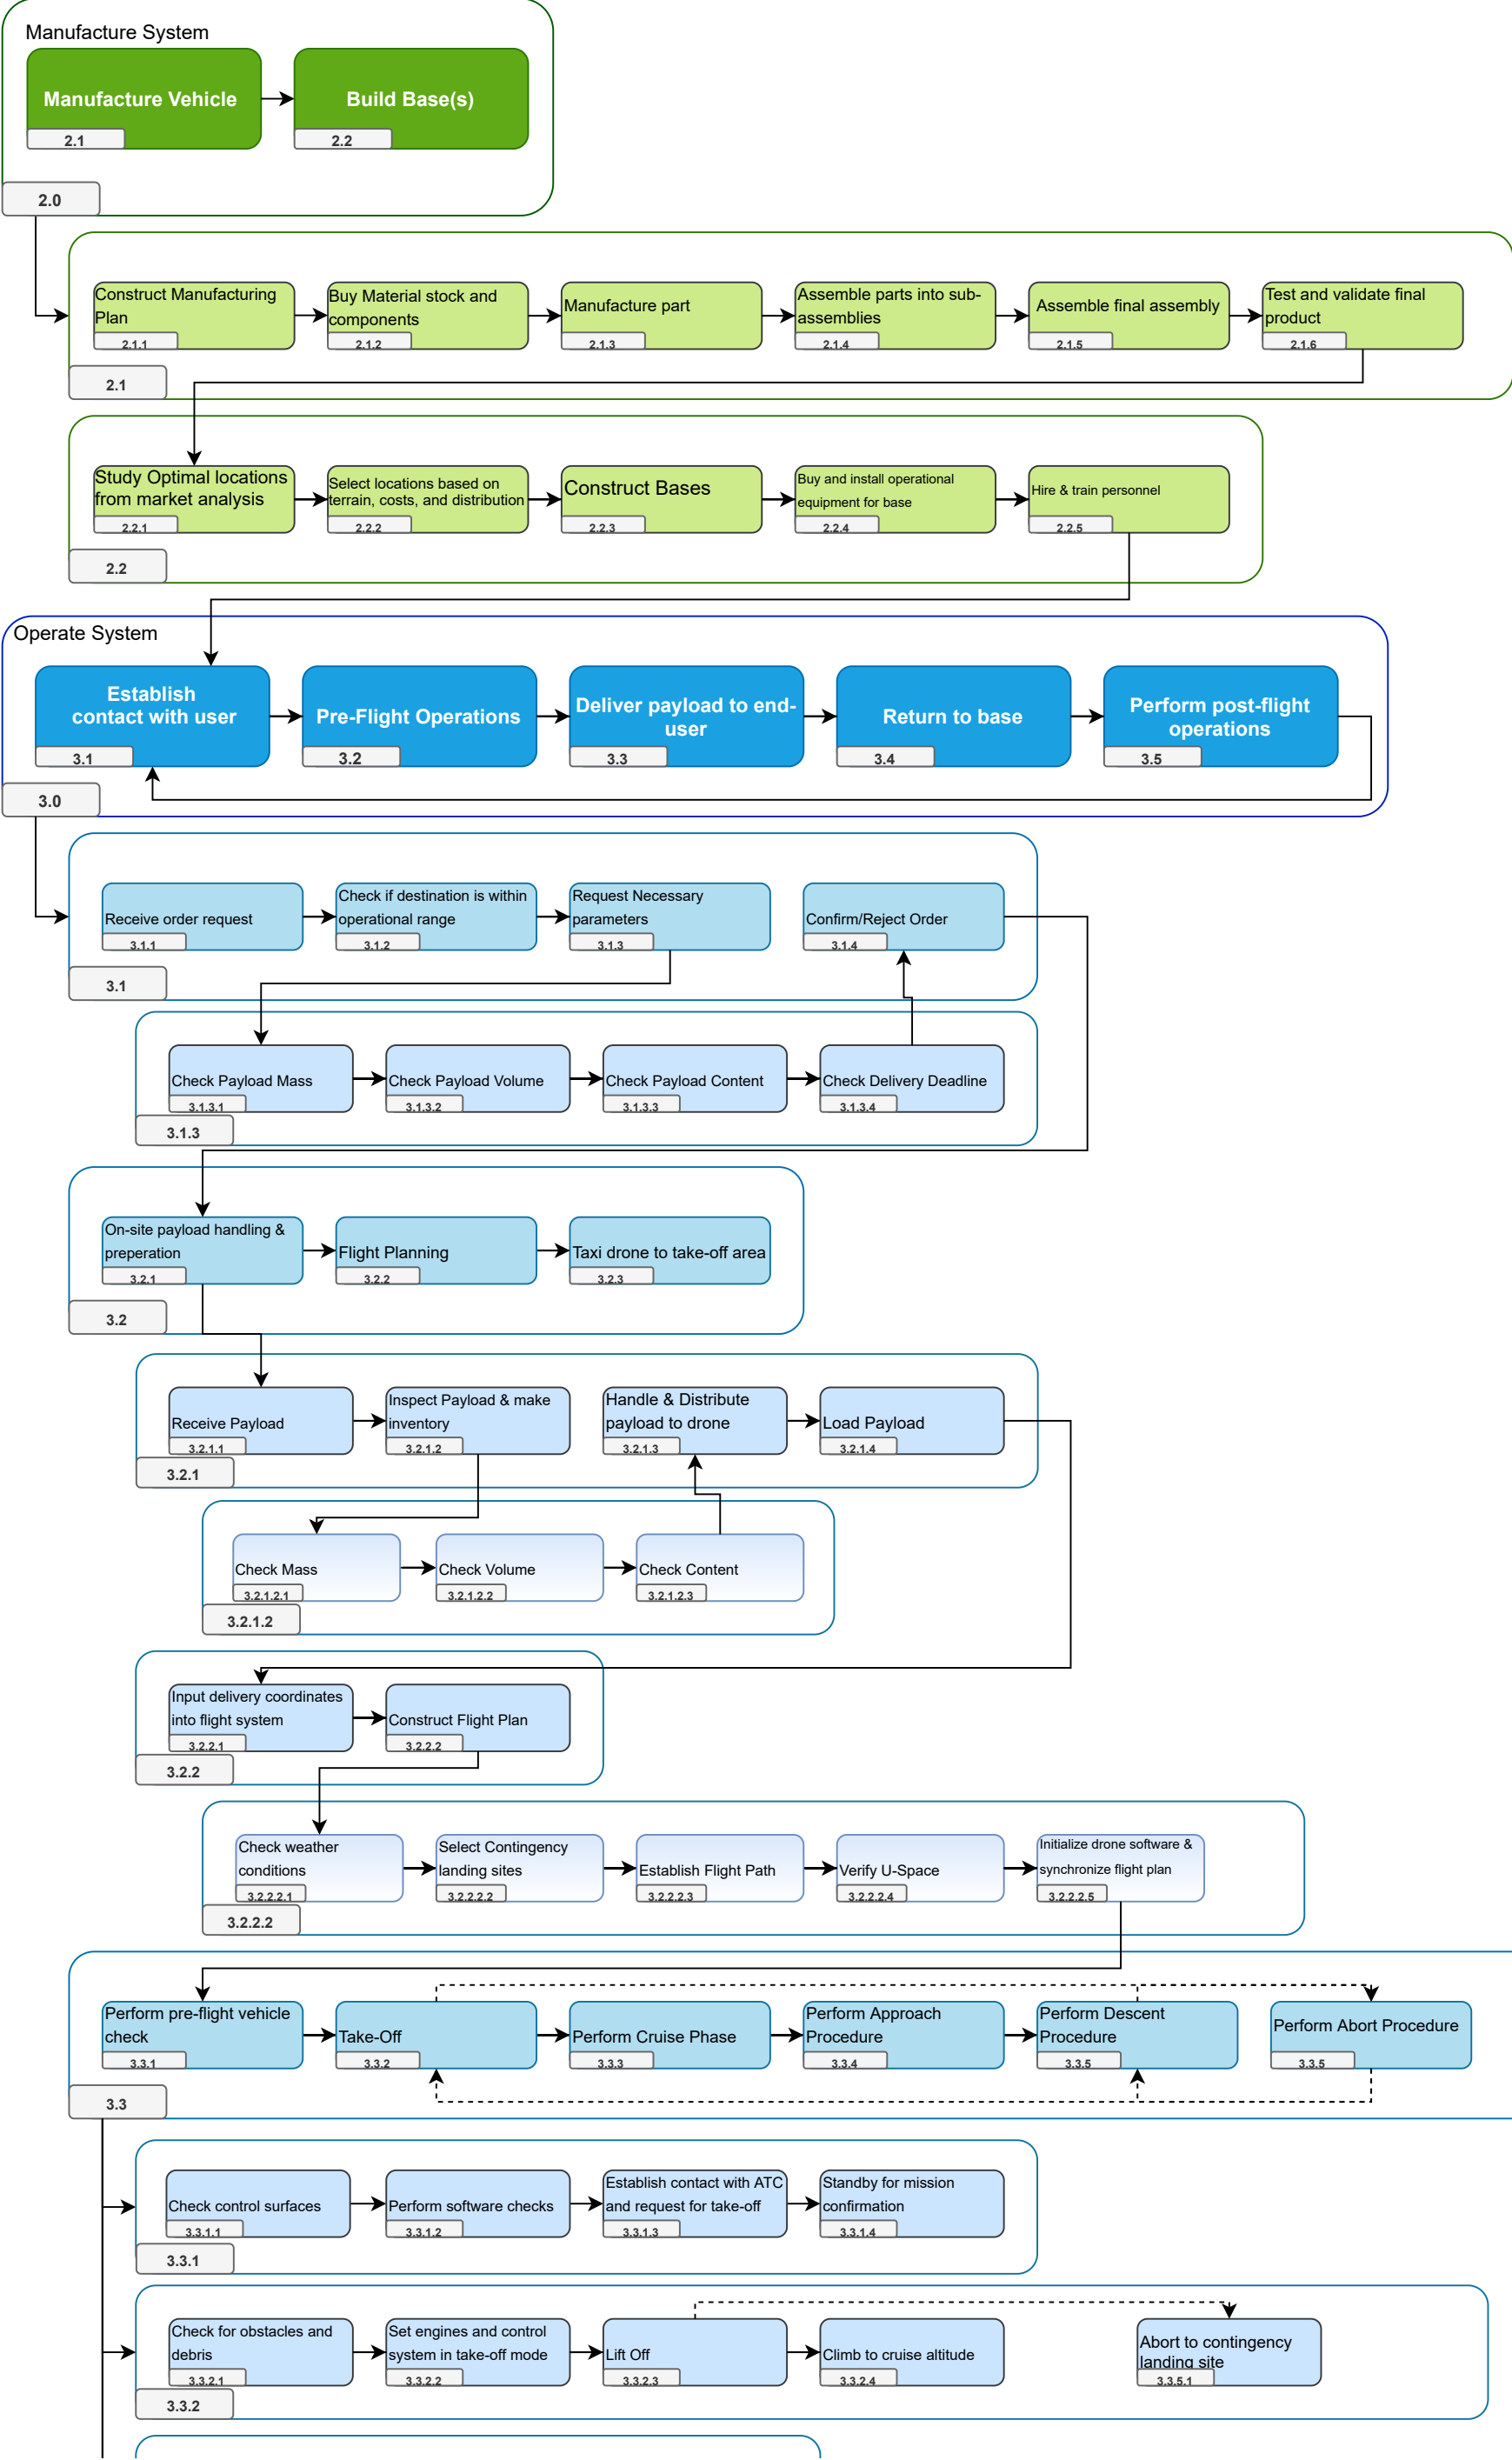 Manufacture System
Manufacture Vehicle
2.1
Build Base(s)
2.2
2.0
Construct Manufacturing
Plan
2.1.1
Buy Material stock and
components
2.1.2
Manufacture part
2.1.3
Assemble parts into sub-
assemblies
2.1.4
Assemble final assembly
2.1.5
Test and validate final
product
2.1.6
2.1
Study Optimal locations
from market analysis
2.2.1
Select locations based on
terrain, costs, and distribution
2.2.2
Construct Bases
2.2.3
Buy and install operational
equipment for base
2.2.4
Hire & train personnel
2.2.5
2.2
Operate System
Establish
contact with user
3.1
Pre-Flight Operations
3.2
Deliver payload to end-
user
3.3
Return to base
3.4
Perform post-flight
operations
3.5
3.0
Receive order request
3.1.1
Check if destination is within
operational range
3.1.2
Request Necessary
parameters
3.1.3
Confirm/Reject Order
3.1.4
3.1
Check Payload Mass
3.1.3.1
Check Payload Volume
3.1.3.2
Check Payload Content
3.1.3.3
Check Delivery Deadline
3.1.3.4
3.1.3
On-site payload handling &
preperation
3.2.1
Flight Planning
3.2.2
Taxi drone to take-off area
3.2.3
3.2
Receive Payload
3.2.1.1
Inspect Payload & make
inventory
3.2.1.2
Handle & Distribute
payload to drone
3.2.1.3
Load Payload
3.2.1.4
3.2.1
Check Mass
3.2.1.2.1
Check Volume
3.2.1.2.2
Check Content
3.2.1.2.3
3.2.1.2
Input delivery coordinates
into flight system
3.2.2.1
Construct Flight Plan
3.2.2.2
3.2.2
Check weather
conditions
3.2.2.2.1
Select Contingency
landing sites
3.2.2.2.2
Establish Flight Path
3.2.2.2.3
Verify U-Space
3.2.2.2.4
Initialize drone software &
synchronize flight plan
3.2.2.2.5
3.2.2.2
Perform pre-flight vehicle
check
3.3.1
Take-Off
3.3.2
Perform Cruise Phase
3.3.3
Perform Approach
Procedure
3.3.4
Perform Descent
Procedure
3.3.5
Perform Abort Procedure
3.3.5
3.3
Check control surfaces
3.3.1.1
Perform software checks
3.3.1.2
Establish contact with ATC
and request for take-off
3.3.1.3
Standby for mission
confirmation
3.3.1.4
3.3.1
Check for obstacles and
debris
3.3.2.1
Set engines and control
system in take-off mode
3.3.2.2
Lift Off
3.3.2.3
Climb to cruise altitude
3.3.2.4
Abort to contingency
landing site
3.3.5.1
3.3.2